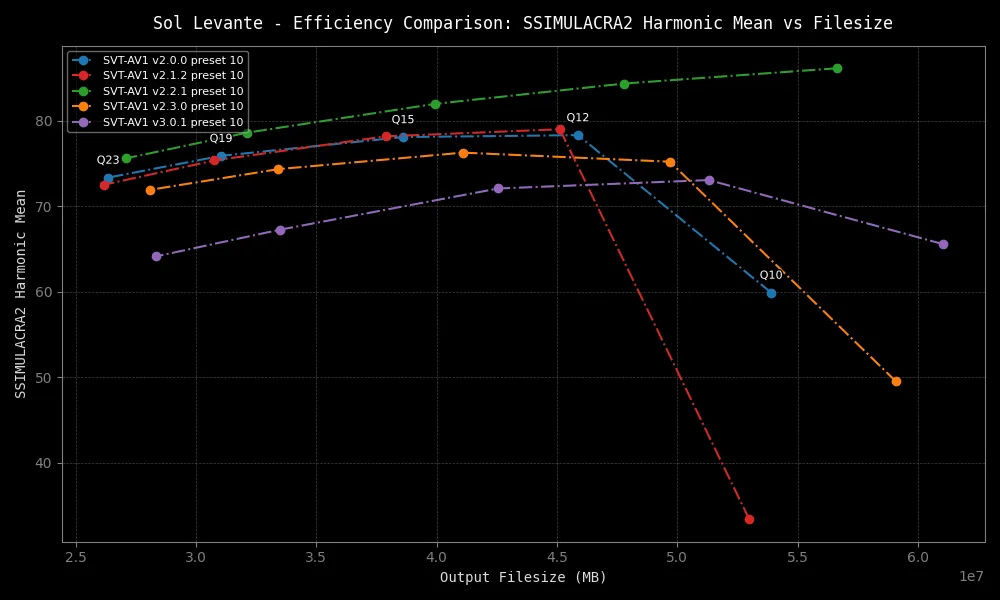 Sol Levante - Efficiency Comparison: SSIMULACRA2 Harmonic Mean vs Filesize
SVT-AV1 v2.0.0 preset 10
SVT-AV1 v2.1.2 preset 10
SVT-AV1 v2.2.1 preset 10
SVT-AV1 v2.3.0 preset 10
SVT-AV1 v3.0.1 preset 10
Q23
Q19
Q15
Q12
Q10
SSIMULACRA2 Harmonic Mean
80
70
60
50
40
2.5 3.0 3.5 4.0 4.5 5.0 5.5 6.0
1e7
Output Filesize (MB)